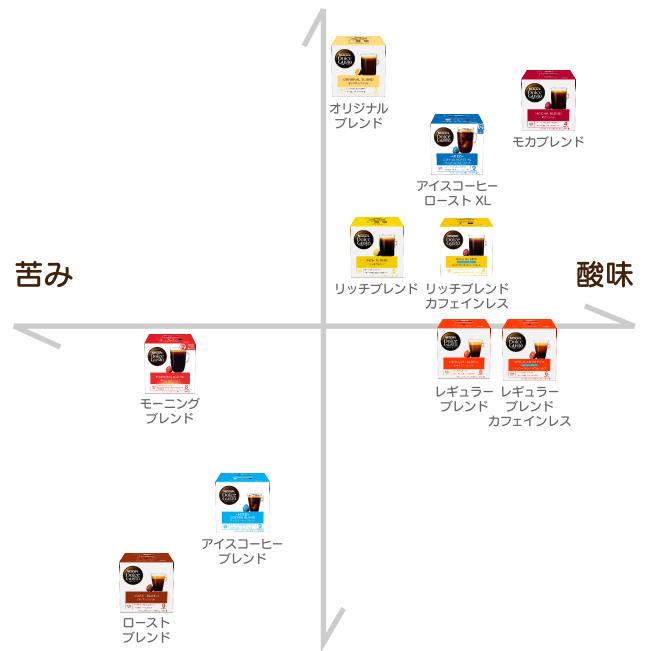 オリジナル
ブレンド
モカブレンド
アイスコーヒー
ロースト XL
苦み
酸味
リッチブレンド
リッチブレンド
カフェインレス
モーニング
ブレンド
レギュラー
ブレンド
レギュラー
ブレンド
カフェインレス
アイスコーヒー
ブレンド
ロースト
ブレンド